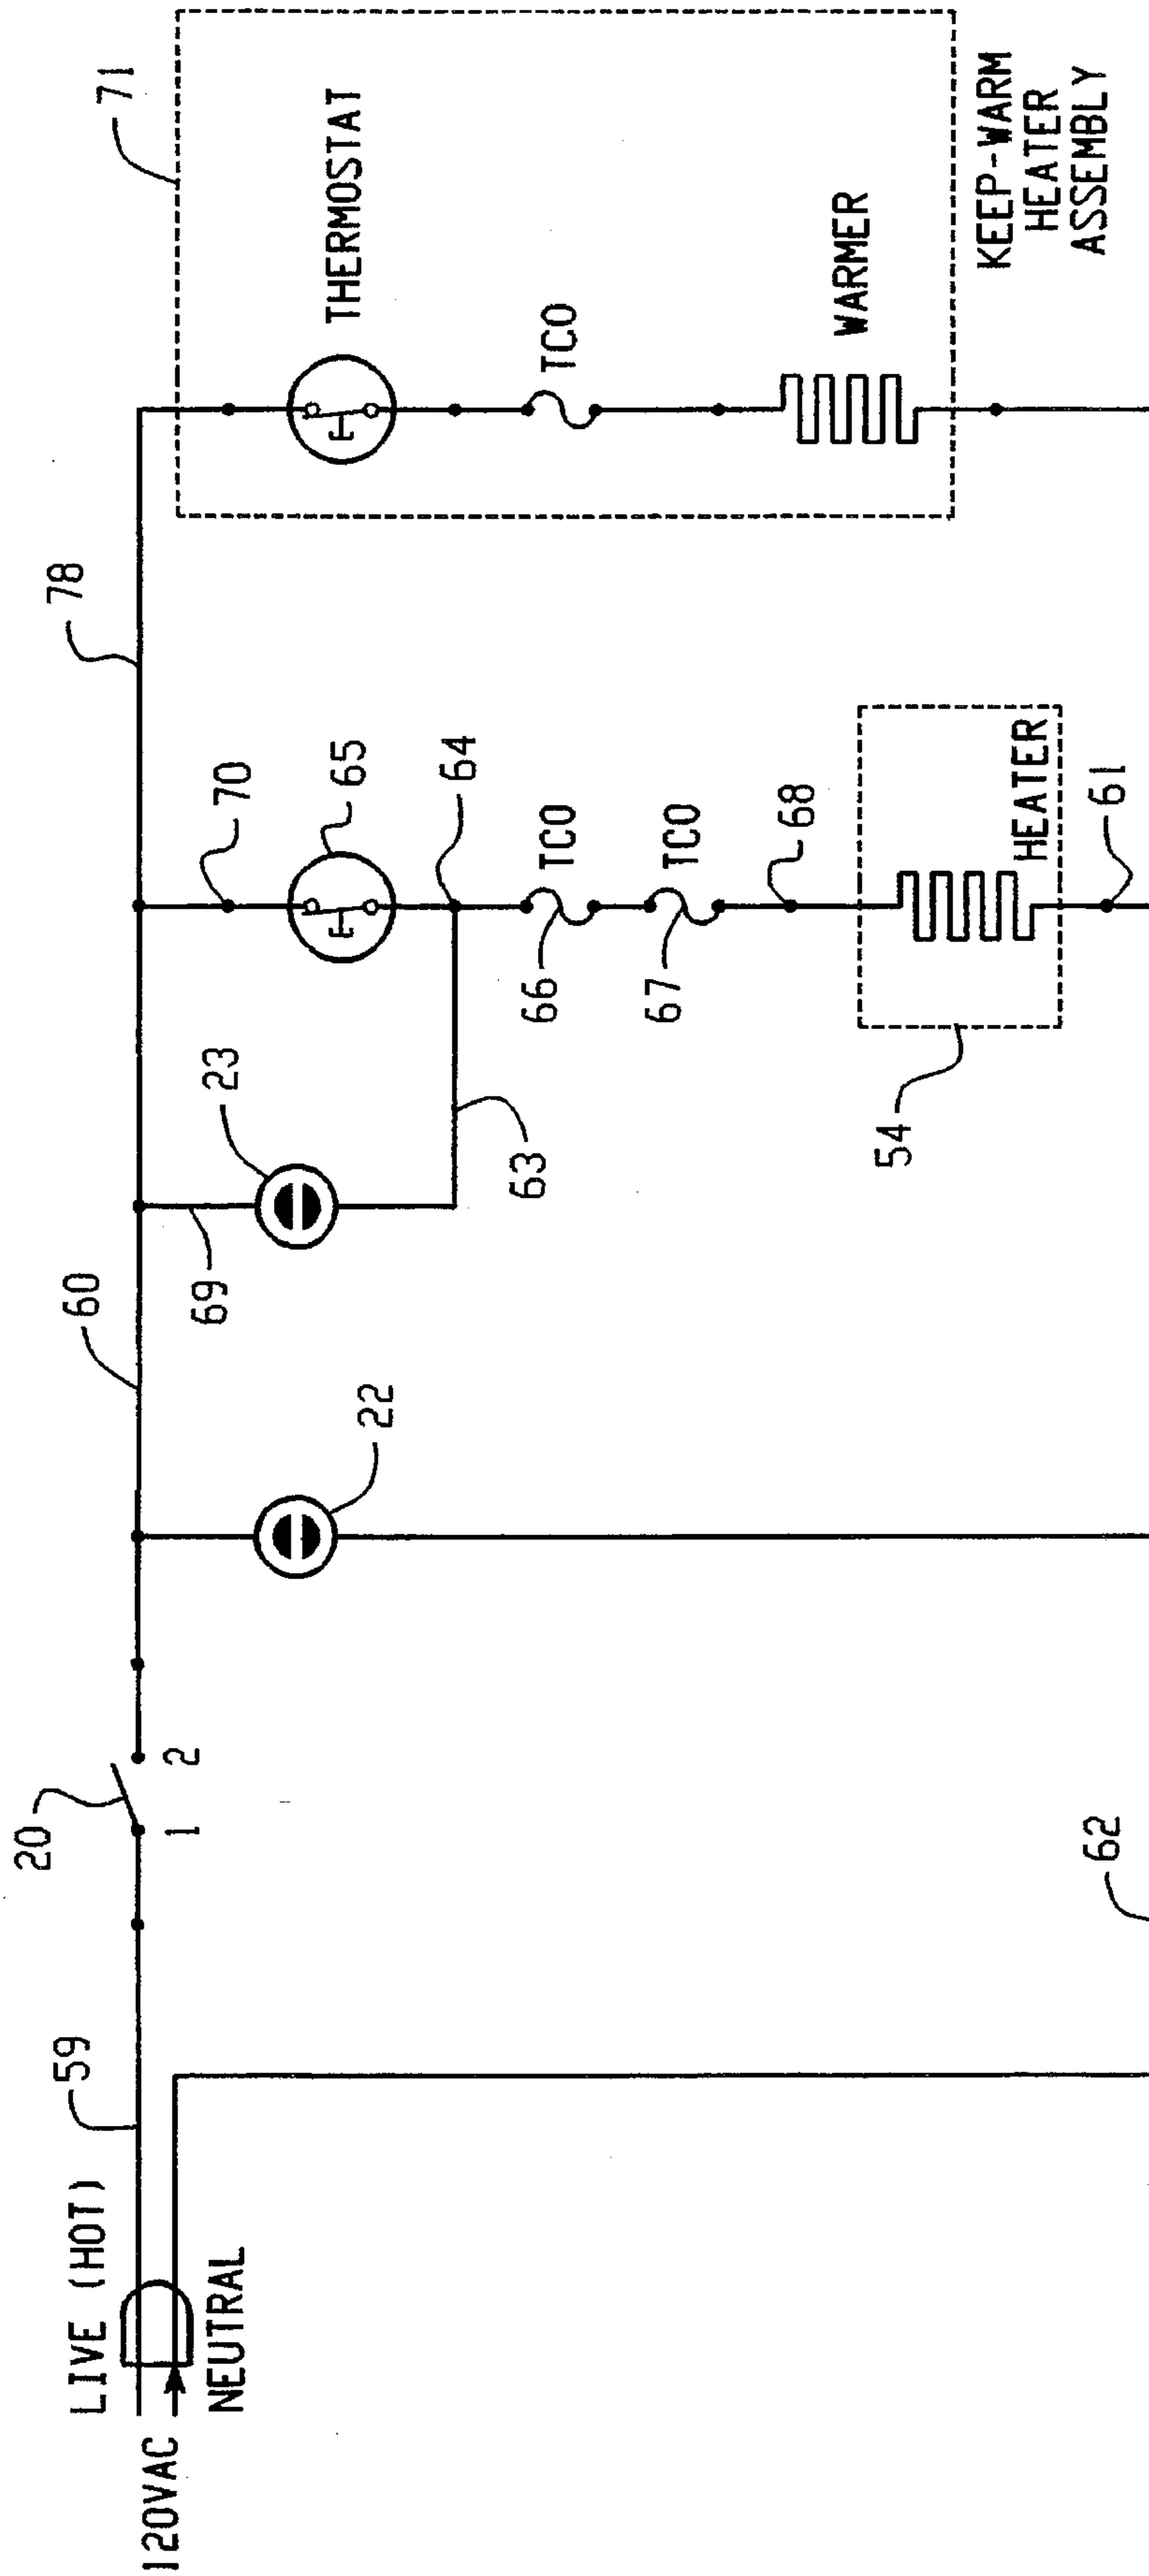 120VAC
LIVE (HOT)
NEUTRAL
59
20
1
2
62
60
22
69
23
63
78
70
65
64
66
TCO
67
TCO
68
54
HEATER
61
71
THERMOSTAT
TCO
WARMER
KEEP-WARM
HEATER
ASSEMBLY